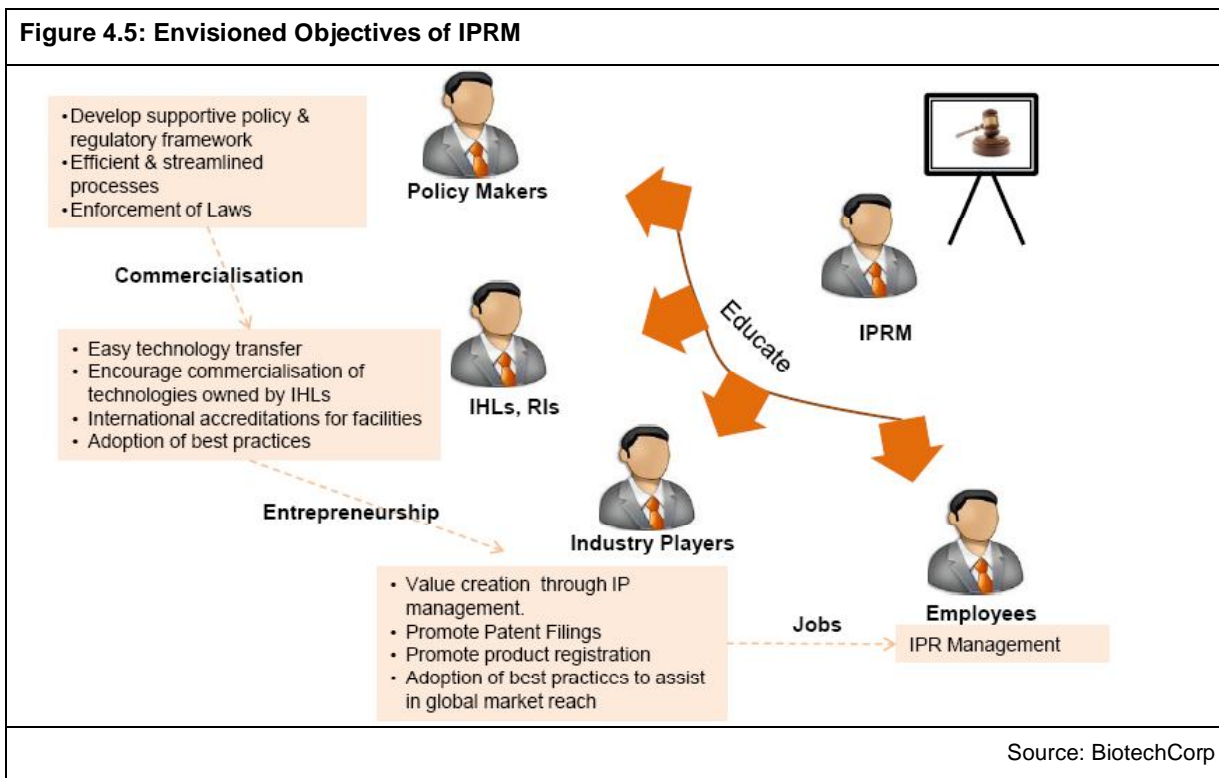 Figure 4.5: Envisioned Objectives of IPRM
•Develop supportive policy &
regulatory framework
•Efficient & streamlined
processes
•Enforcement of Laws
Policy Makers
Commercialisation
• Easy technology transfer
• Encourage commercialisation of
technologies owned by IHLs
• International accreditations for facilities
• Adoption of best practices
IHLs, RIs
Educate
IPRM
Entrepreneurship
Industry Players
• Value creation through IP
management.
• Promote Patent Filings
• Promote product registration
• Adoption of best practices to assist
in global market reach
Jobs
Employees
IPR Management
Source: BiotechCorp